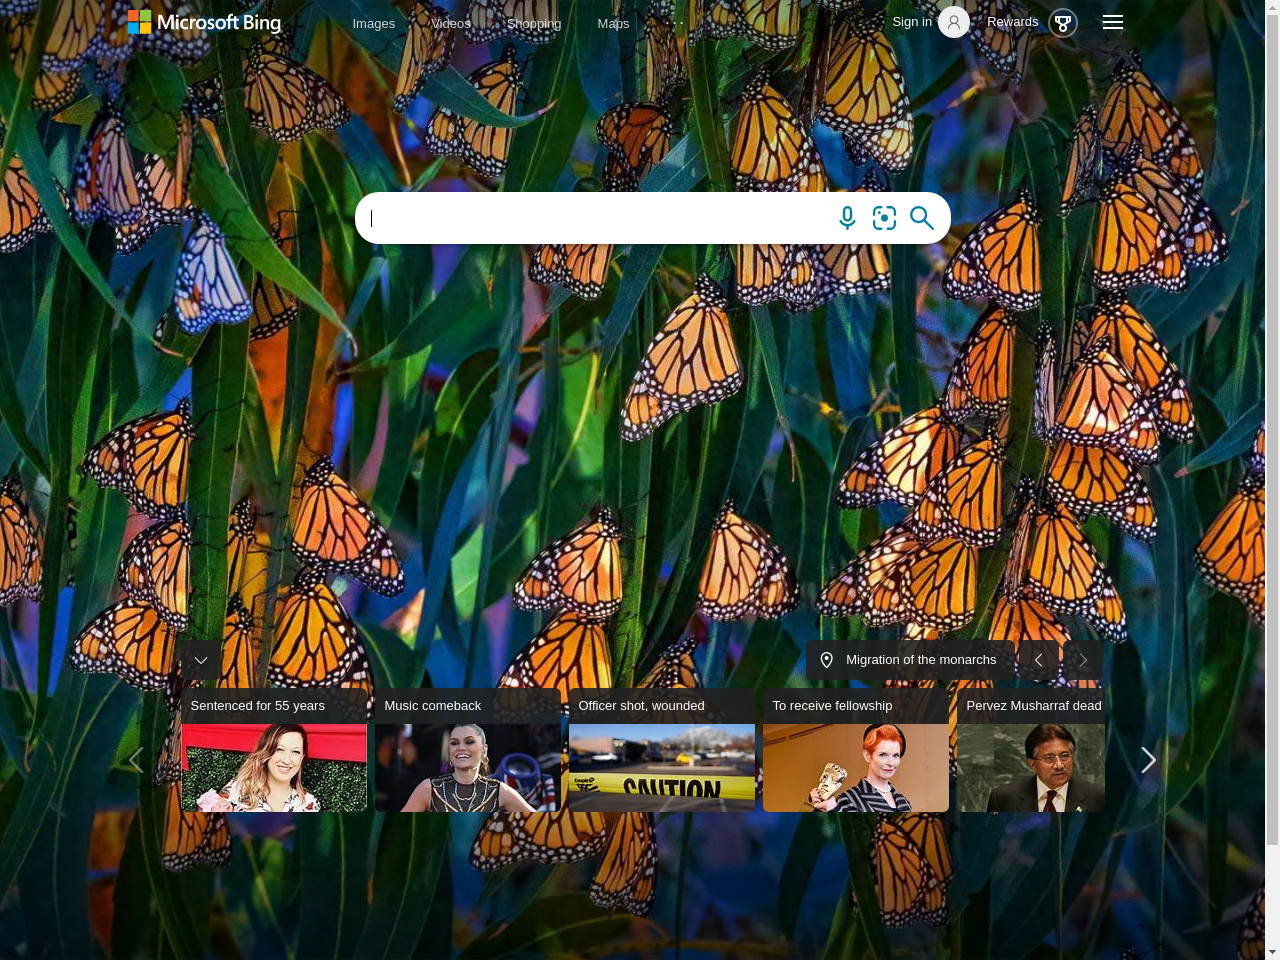 Microsoft Bing
Images
Videos
Shopping
Maps
Sign in
Rewards
Migration of the monarchs
Sentenced for 55 years
Music comeback
Officer shot, wounded
To receive fellowship
Pervez Musharraf dead
CAUTION